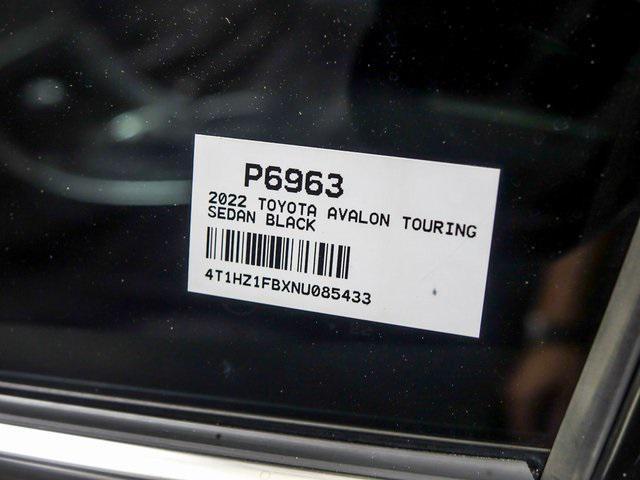 P6963
2022 TOYOTA AVALON TOURING
SEDAN BLACK
4T1HZ1FBXNU085433